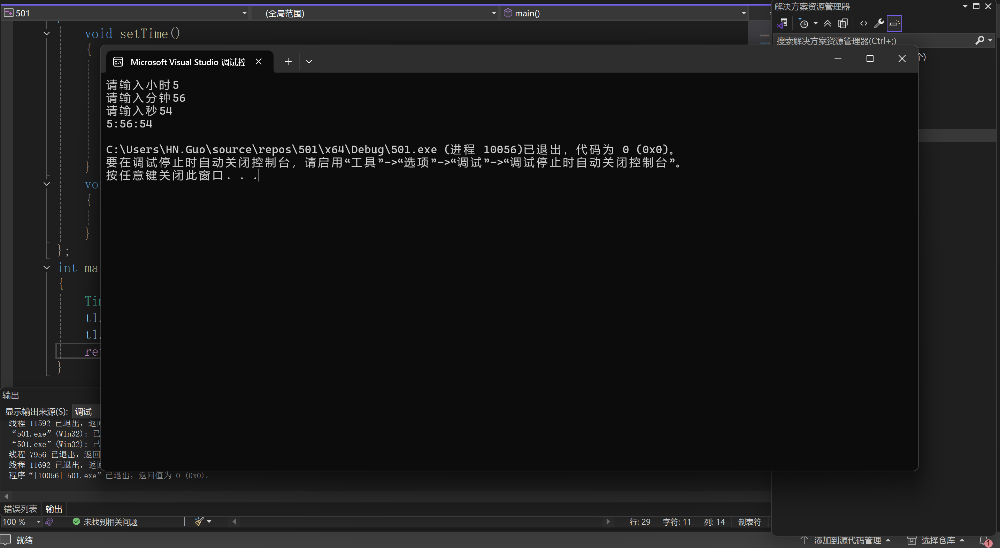 501
(全局范围)
main()
解决方案资源管理器
搜索解决方案资源管理器(Ctrl+;)
个)
void setTime()
{
Microsoft Visual Studio 调试控
请输入小时5
请输入分钟56
请输入秒54
5:56:54
C:\Users\HN.Guo\source\repos\501\x64\Debug\501.exe (进程 10056)已退出，代码为 0 (0x0)。
要在调试停止时自动关闭控制台，请启用“工具”->“选项”->“调试”->“调试停止时自动关闭控制台”。
按任意键关闭此窗口. . .
}
voi
{
}
};
int mai
{
Tim
t1.
t1.
ret
}
输出
显示输出来源(S): 调试
线程 11592 已退出，返回
“501.exe”(Win32): 已
“501.exe”(Win32): 已
线程 7956 已退出，返回
线程 11692 已退出，返回
程序“[10056] 501.exe”已退出，返回值为 0 (0x0)。
错误列表 输出
100 % 未找到相关问题 行: 29 字符: 11 列: 14 制表符
就绪 添加到源代码管理 选择仓库 1